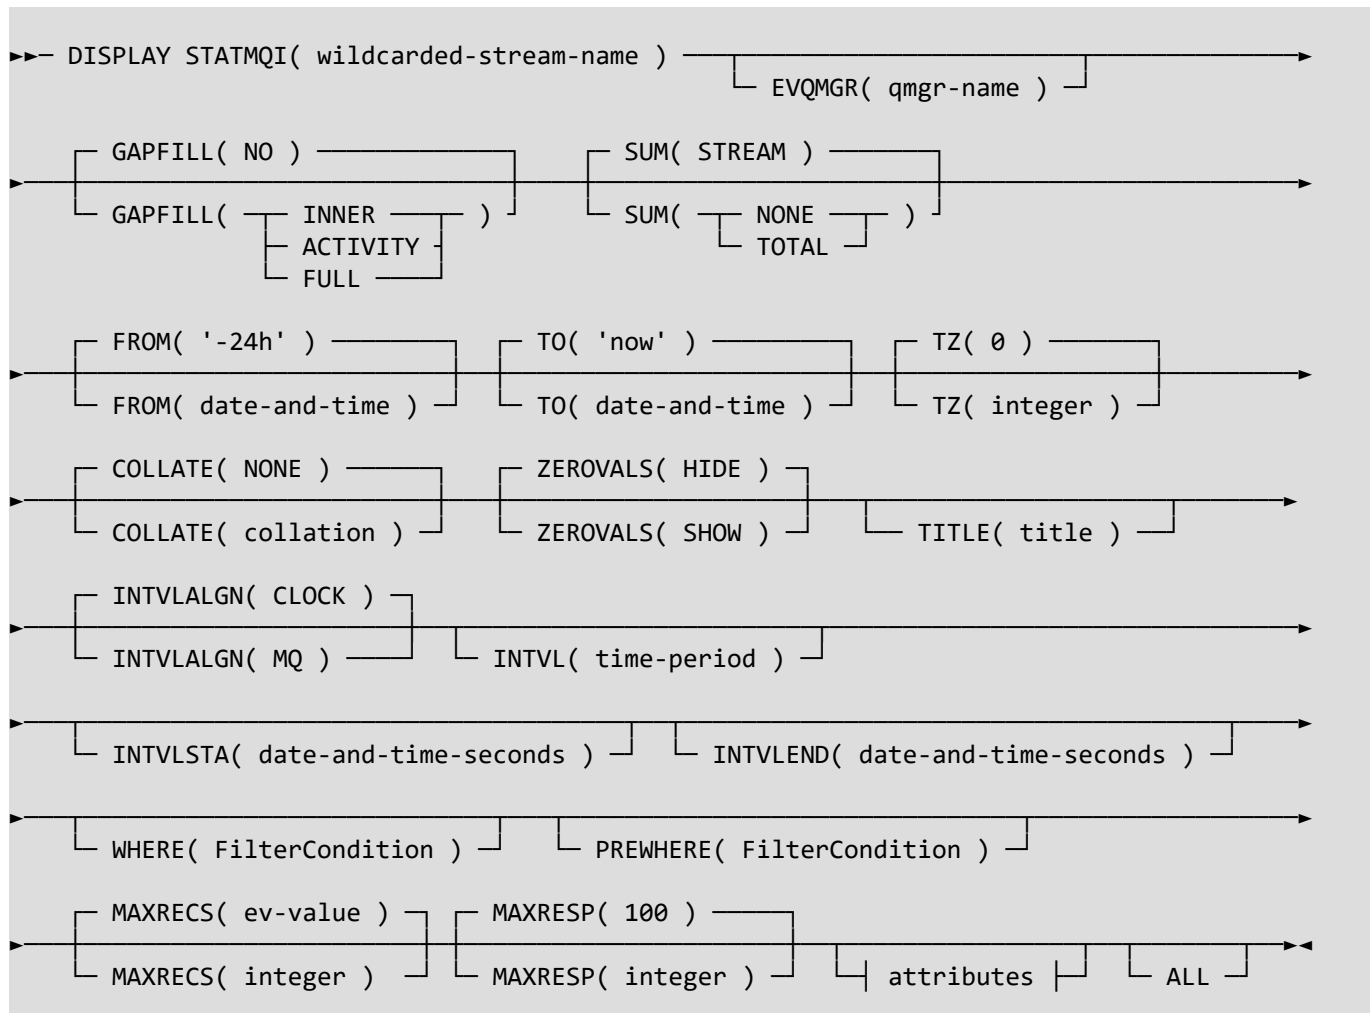 DISPLAY STATMQI( wildcarded-stream-name )
EVQMGR( qmgr-name )
GAPFILL( NO ) SUM( STREAM )
GAPFILL( INNER ) SUM( NONE )
ACTIVITY TOTAL
FULL
FROM( '-24h' ) TO( 'now' ) TZ( 0 )
FROM( date-and-time ) TO( date-and-time ) TZ( integer )
COLLATE( NONE ) ZEROVALS( HIDE )
COLLATE( collation ) ZEROVALS( SHOW ) TITLE( title )
INTVLALGN( CLOCK )
INTVLALGN( MQ ) INTVL( time-period )
INTVLSTA( date-and-time-seconds ) INTVLEND( date-and-time-seconds )
WHERE( FilterCondition ) PREWHERE( FilterCondition )
MAXRECS( ev-value ) MAXRESP( 100 )
MAXRECS( integer ) MAXRESP( integer ) attributes ALL